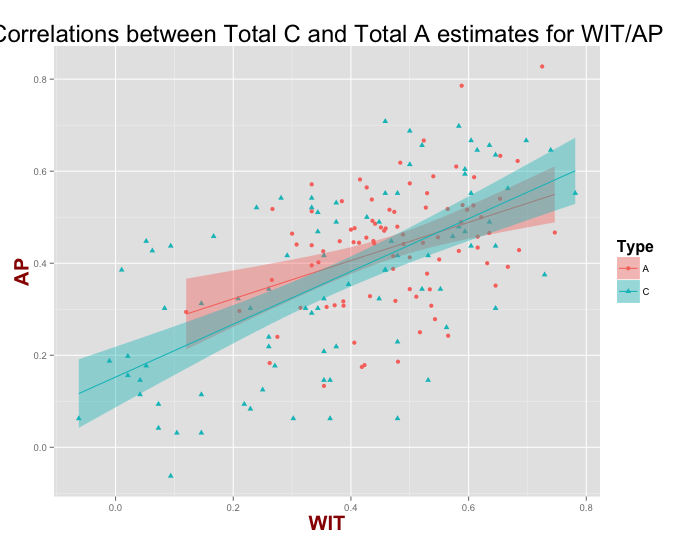 Correlations between Total C and Total A estimates for WIT/AP
0.8
0.6
0.4
0.2
0.0
AP
0.0 0.2 0.4 0.6 0.8
WIT
Type
A
C